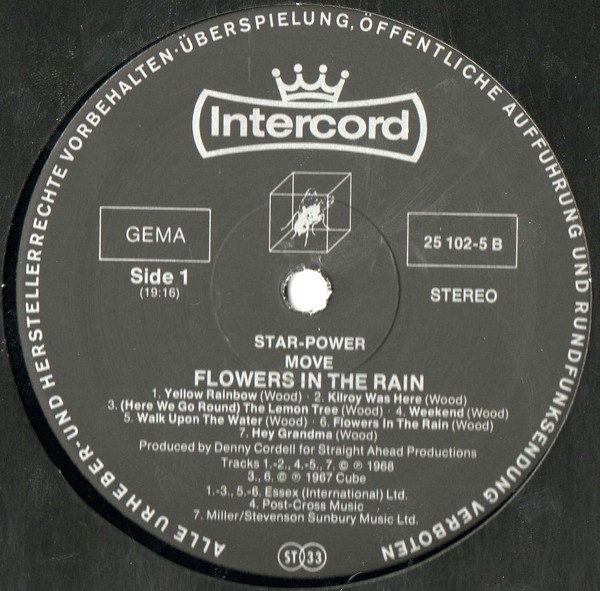 ALLE URHEBER- UND HERSTELLERRECHTE VORBEHALTEN · ÜBERSPIELUNG, ÖFFENTLICHE AUFFÜHRUNG UND RUNDFUNKSENDUNG VERBOTEN
Intercord
GEMA
25 102-5 B
Side 1
(19:16)
STEREO
STAR-POWER
MOVE
FLOWERS IN THE RAIN
1. Yellow Rainbow (Wood) · 2. Kilroy Was Here (Wood)
3. (Here We Go Round) The Lemon Tree (Wood) · 4. Weekend (Wood)
5. Walk Upon The Water (Wood) · 6. Flowers In The Rain (Wood)
7. Hey Grandma (Wood)
Produced by Denny Cordell for Straight Ahead Productions
Tracks 1.-2., 4.-5., 7. © ℗ 1968
3., 6. © ℗ 1967 Cube
1.-3., 5.-6. Essex (International) Ltd.
4. Post-Cross Music
7. Miller/Stevenson Sunbury Music Ltd.
ST 33